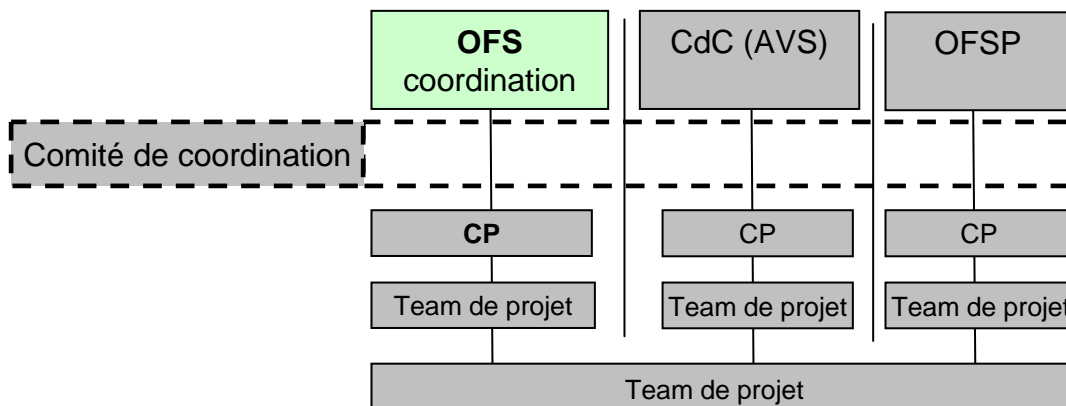 OFS
coordination
CdC (AVS)
OFSP
Comité de coordination
CP
CP
CP
Team de projet
Team de projet
Team de projet
Team de projet